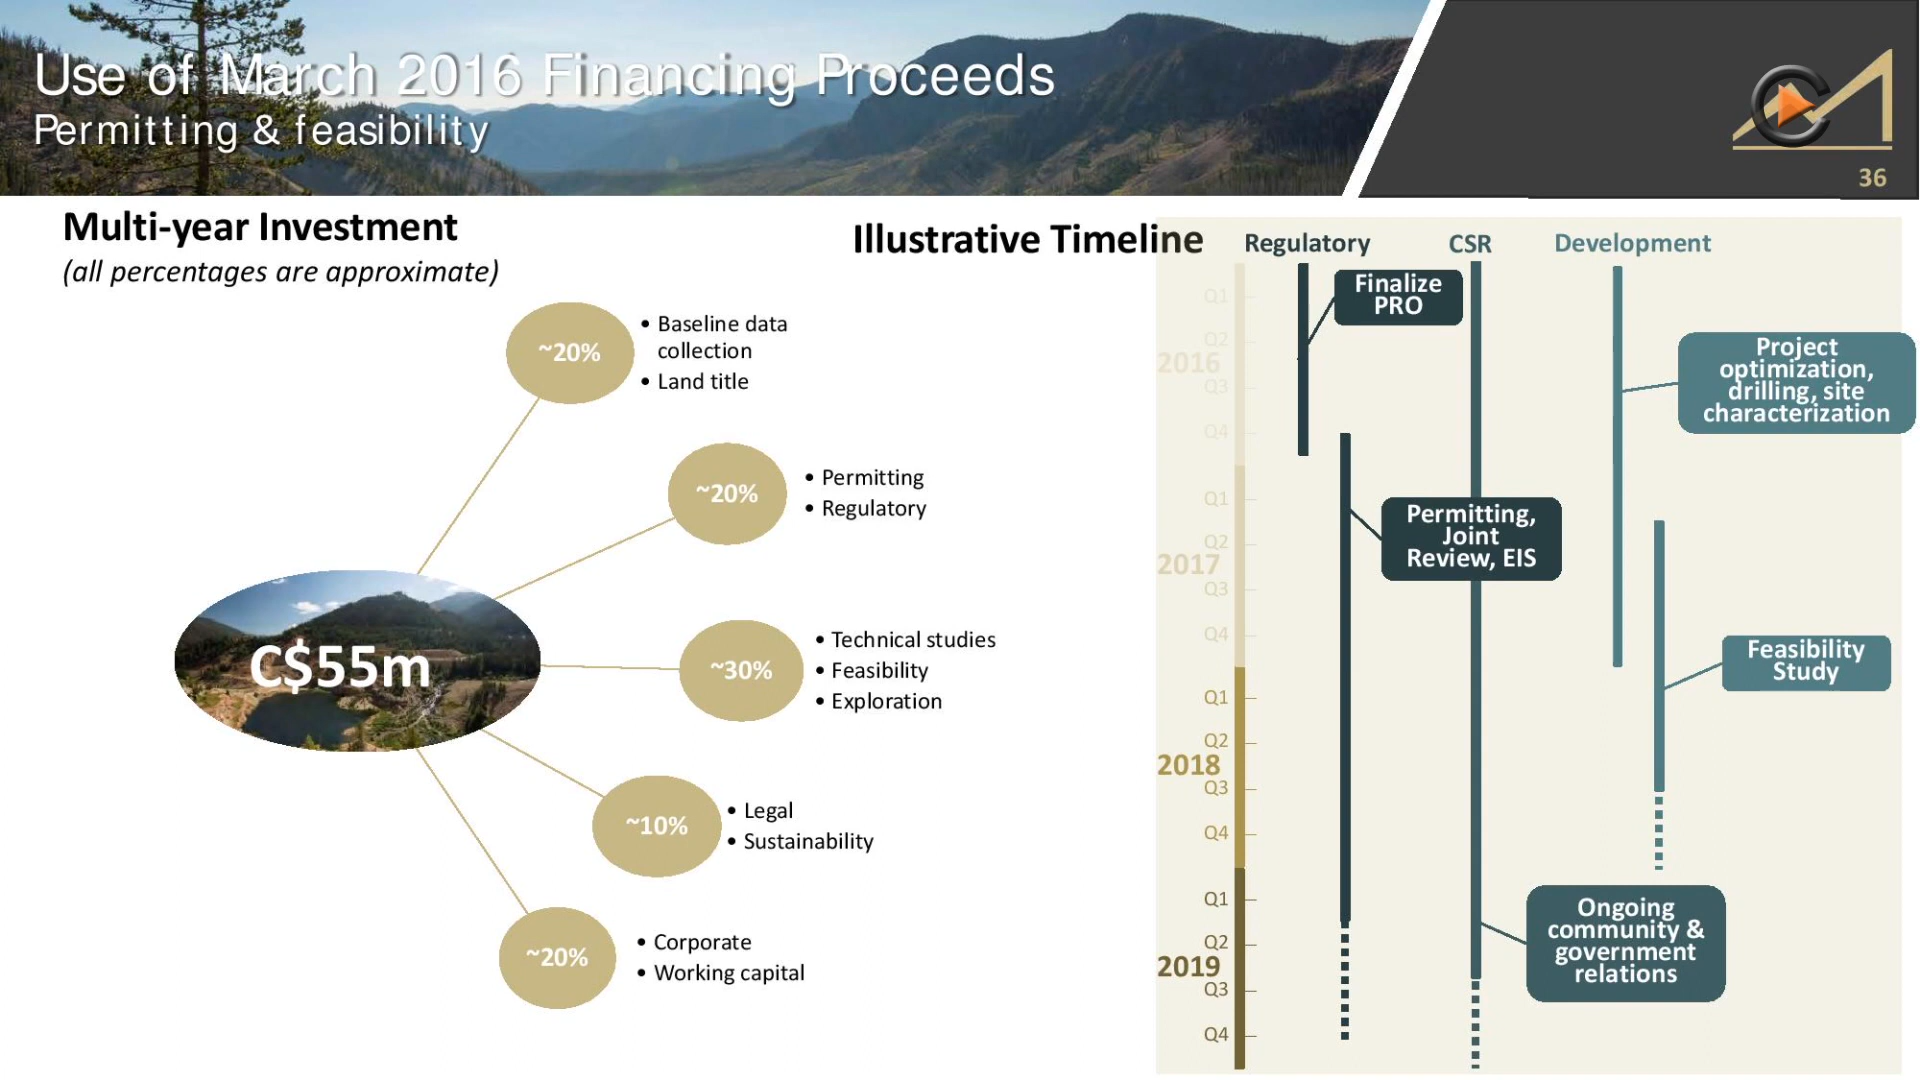 Use of March 2016 Financing Proceeds
Permitting & feasibility
36
Multi-year Investment
(all percentages are approximate)
~20%
• Baseline data
collection
• Land title
~20%
• Permitting
• Regulatory
C$55m
~30%
• Technical studies
• Feasibility
• Exploration
~10%
• Legal
• Sustainability
~20%
• Corporate
• Working capital
Illustrative Timeline
Regulatory
CSR
Development
2016
Q1
Q2
Q3
Q4
2017
Q1
Q2
Q3
Q4
2018
Q1
Q2
Q3
Q4
2019
Q1
Q2
Q3
Q4
Finalize
PRO
Permitting,
Joint
Review, EIS
Project
optimization,
drilling, site
characterization
Feasibility
Study
Ongoing
community &
government
relations